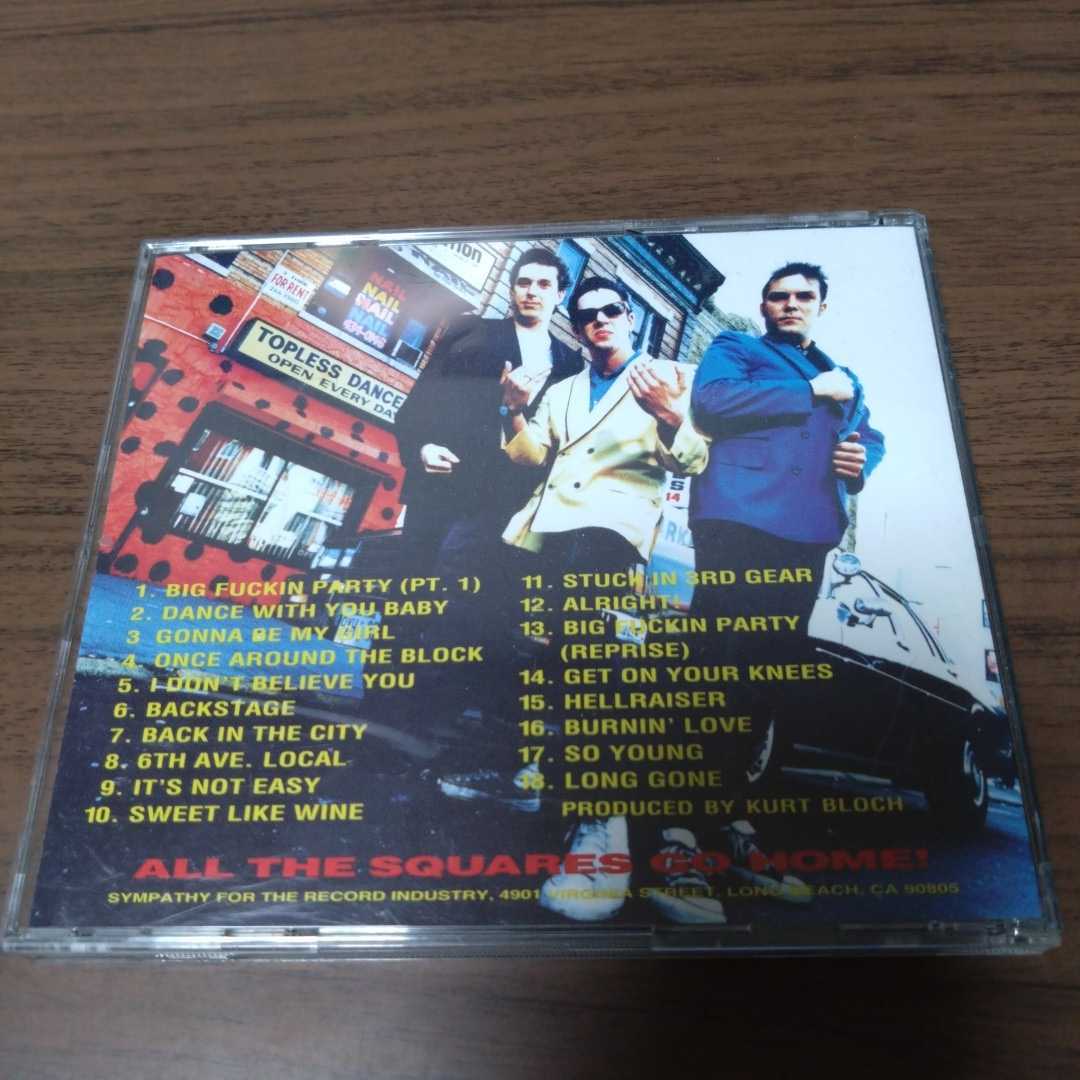 FOR RENT
NAIL
NAIL
NAIL
TOPLESS DANCE
OPEN EVERY DA
S
14
1. BIG FUCKIN PARTY (PT. 1)
2. DANCE WITH YOU BABY
3 GONNA BE MY GIRL
4. ONCE AROUND THE BLOCK
5. I DON'T BELIEVE YOU
6. BACKSTAGE
7. BACK IN THE CITY
8. 6TH AVE. LOCAL
9. IT'S NOT EASY
10. SWEET LIKE WINE
11. STUCK IN 3RD GEAR
12. ALRIGHT!
13. BIG FUCKIN PARTY
(REPRISE)
14. GET ON YOUR KNEES
15. HELLRAISER
16. BURNIN' LOVE
17. SO YOUNG
18. LONG GONE
PRODUCED BY KURT BLOCH
ALL THE SQUARES GO HOME!
SYMPATHY FOR THE RECORD INDUSTRY, 4901 VIRGINIA STREET, LONG BEACH, CA 90805